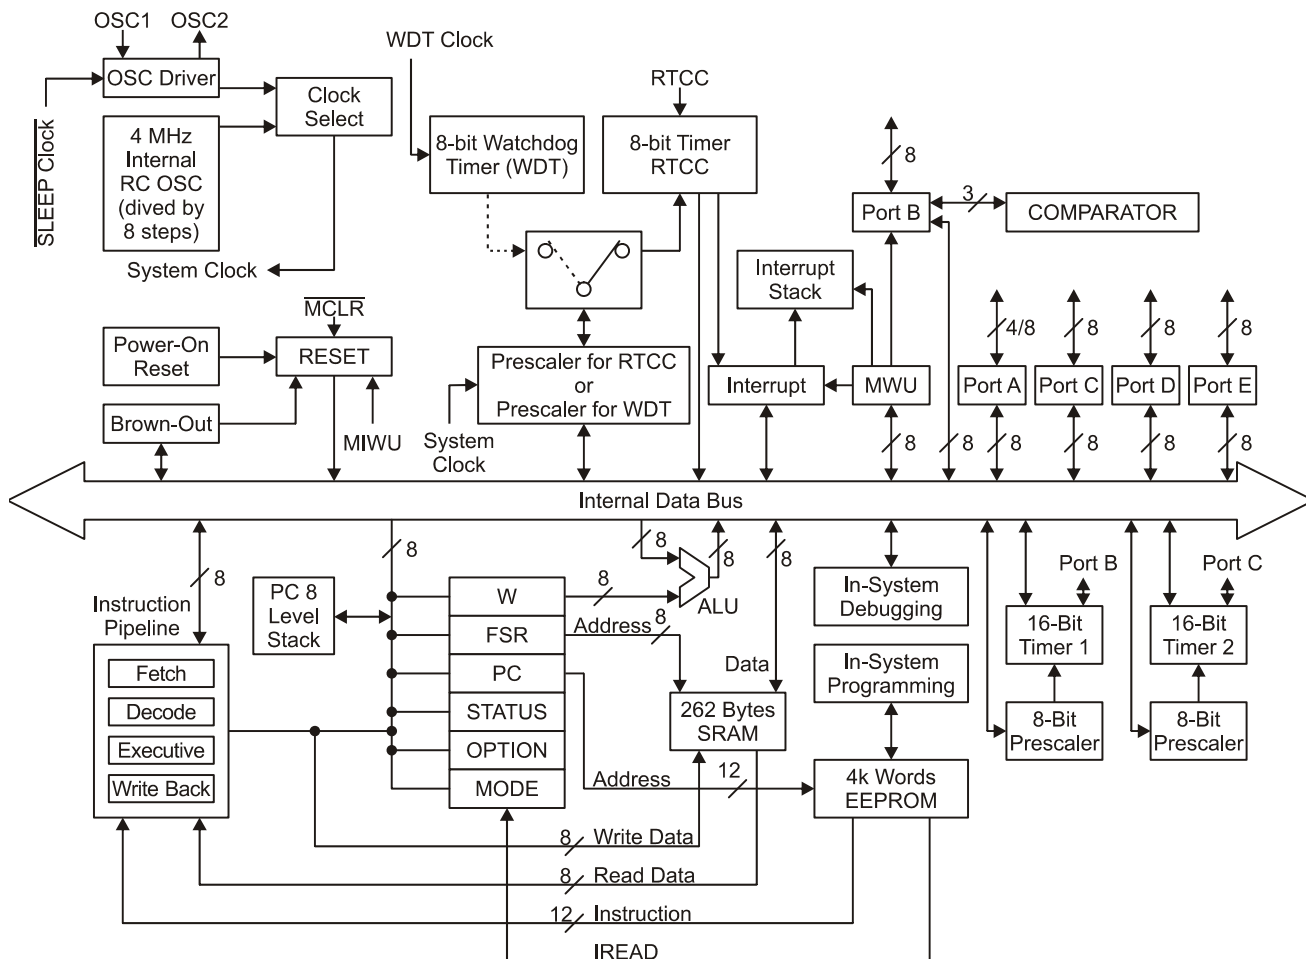 OSC1 OSC2
OSC Driver
SLEEP Clock
4 MHz
Internal
RC OSC
(dived by
8 steps)
Clock
Select
System Clock
WDT Clock
8-bit Watchdog
Timer (WDT)
RTCC
8-bit Timer
RTCC
MCLR
Power-On
Reset
RESET
Brown-Out
MIWU
Prescaler for RTCC
or
Prescaler for WDT
System
Clock
Interrupt
Stack
Interrupt
MWU
8
8
Port B
3
COMPARATOR
8
4/8
Port A
8
8
Port C
8
8
Port D
8
8
Port E
8
Internal Data Bus
8
Instruction
Pipeline
Fetch
Decode
Executive
Write Back
PC 8
Level
Stack
8
W
FSR
PC
STATUS
OPTION
MODE
8
8
8
ALU
Address
8
8
Data
262 Bytes
SRAM
Address
12
4k Words
EEPROM
In-System
Debugging
In-System
Programming
Port B
16-Bit
Timer 1
8-Bit
Prescaler
Port C
16-Bit
Timer 2
8-Bit
Prescaler
8 Write Data
8 Read Data
12 Instruction
IREAD